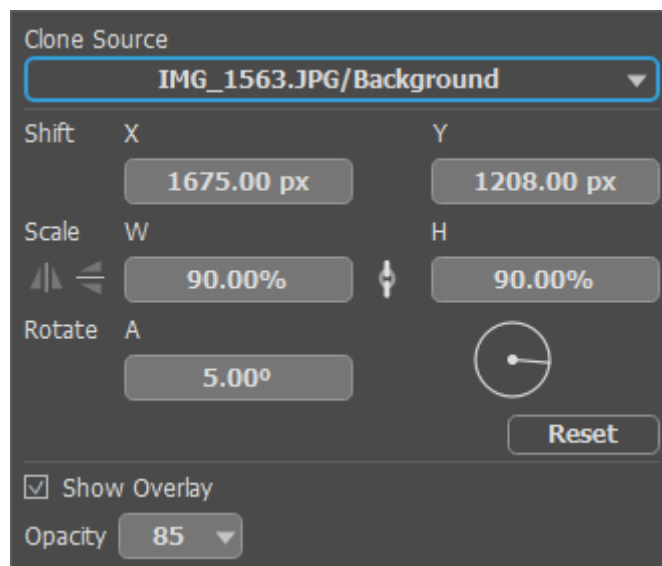 Clone Source
IMG_1563.JPG/Background
Shift X Y
1675.00 px 1208.00 px
Scale W H
90.00% 90.00%
Rotate A
5.00º
Reset
Show Overlay
Opacity 85